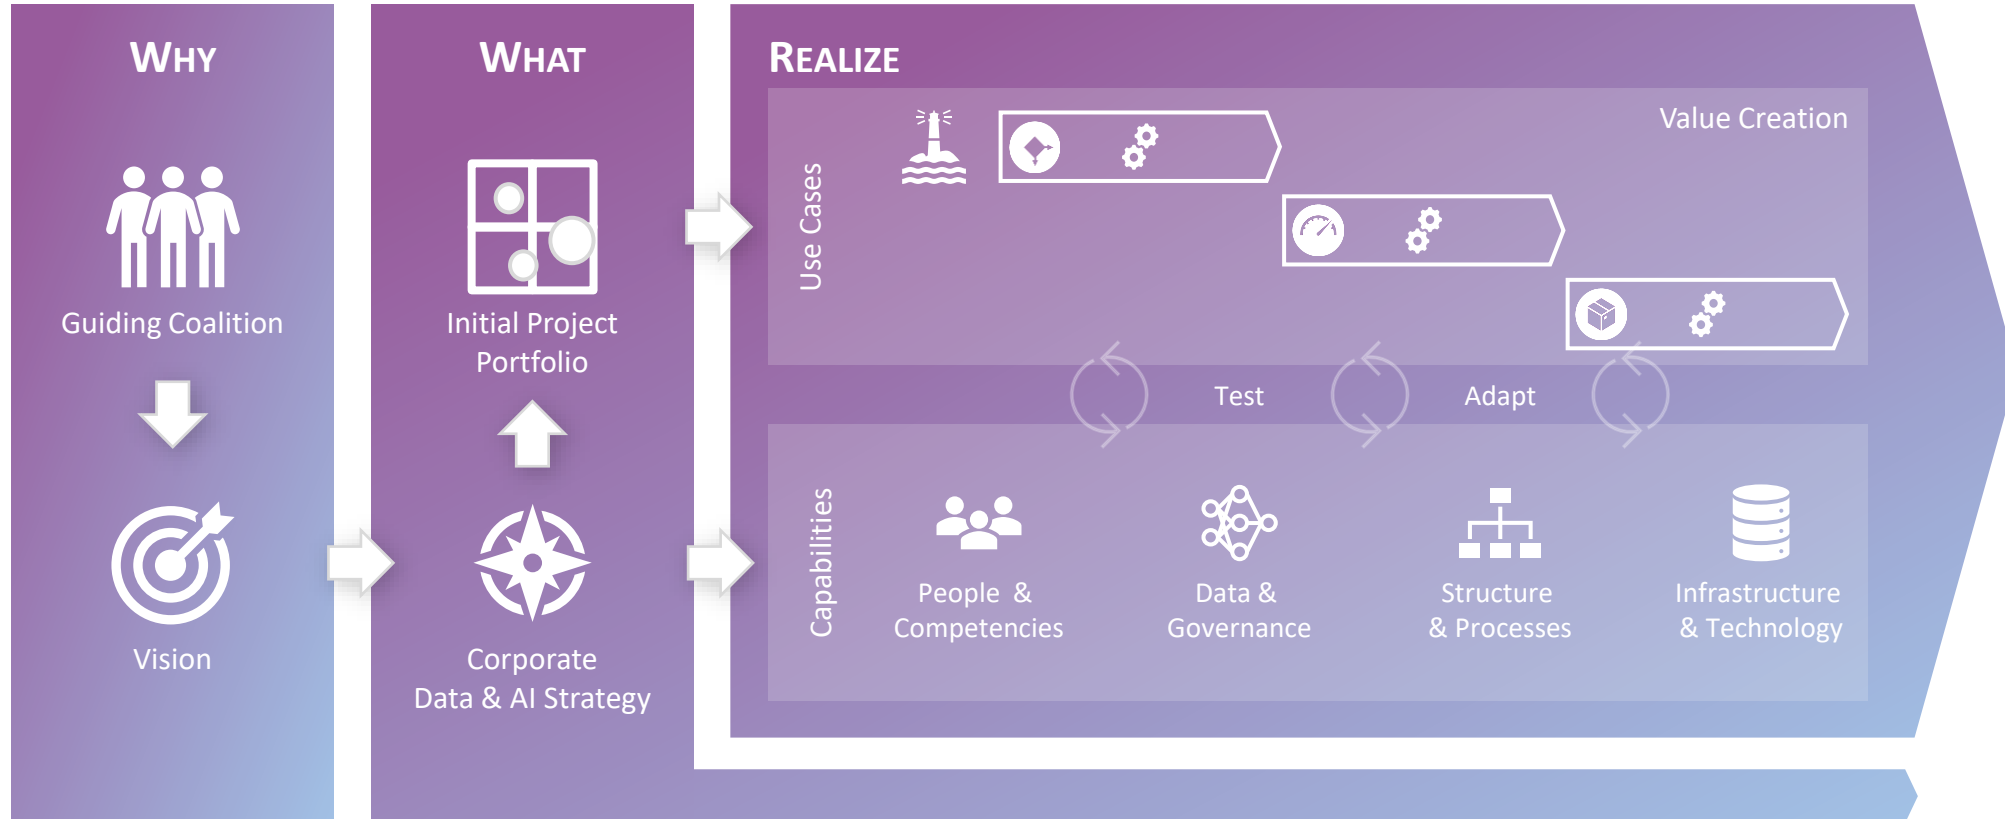 WHY
Guiding Coalition
Vision
WHAT
Initial Project
Portfolio
Corporate
Data & AI Strategy
REALIZE
Use Cases
Value Creation
Test
Adapt
Capabilities
People &
Competencies
Data &
Governance
Structure
& Processes
Infrastructure
& Technology